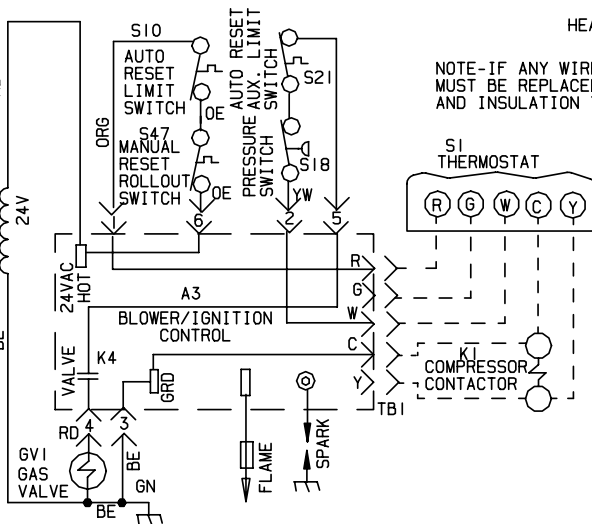 HEA
S10
AUTO
RESET
LIMIT
SWITCH
AUTO RESET
AUX. LIMIT
SWITCH
S21
NOTE-IF ANY WIR
MUST BE REPLACE
AND INSULATION
ORG
OE
S47
MANUAL
RESET
ROLLOUT
SWITCH
OE
PRESSURE
SWITCH
S18
YW
S1
THERMOSTAT
R G W C Y
24V
1 6 2 5
24VAC
HOT
R
G
W
C
Y
A3
BLOWER/IGNITION
CONTROL
VALVE
K4
GRD
K1
COMPRESSOR
CONTACTOR
TB1
RD 4 3
BE
GV1
GAS
VALVE
GN
BE
FLAME
SPARK
BE